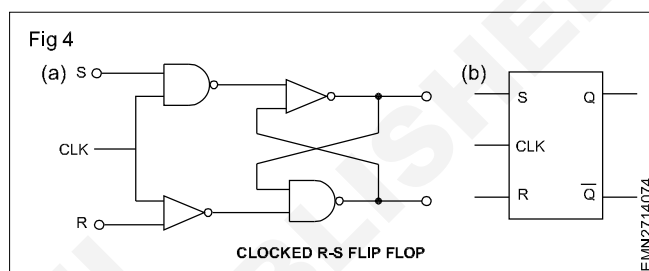 Fig 4
(a)
S
CLK
R
(b)
S
Q
CLK
R
Q̅
CLOCKED R-S FLIP FLOP
EMN2714074